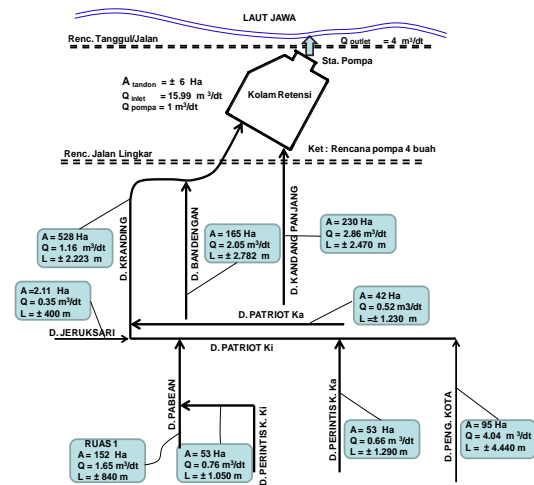 LAUT JAWA
Renc. Tanggul/Jalan
Q outlet = 4 m³/dt
Sta. Pompa
A tandon = ± 6 Ha
Q inlet = 15.99 m ³/dt
Q pompa = 1 m³/dt
Kolam Retensi
Renc. Jalan Lingkar
Ket : Rencana pompa 4 buah
A = 528 Ha
Q = 1.16 m³/dt
L = ± 2.223 m
D. KRANDING
D. BANDENGAN
A = 165 Ha
Q = 2.05 m³/dt
L = ± 2.782 m
D. KANDANG PANJANG
A = 230 Ha
Q = 2.86 m³/dt
L = ± 2.470 m
A =2.11 Ha
Q = 0.35 m³/dt
L = ± 400 m
D. JERUKSARI
D. PATRIOT Ka
A = 42 Ha
Q = 0.52 m3/dt
L =± 1.230 m
D. PATRIOT Ki
D. PABEAN
D. PERINTIS K. Ki
D. PERINTIS K. Ka
D. PENG. KOTA
RUAS 1
A = 152 Ha
Q = 1.65 m³/dt
L = ± 840 m
A = 53 Ha
Q = 0.76 m³/dt
L = ± 1.050 m
A = 53 Ha
Q = 0.66 m ³/dt
L = ± 1.290 m
A = 95 Ha
Q = 4.04 m ³/dt
L = ± 4.440 m